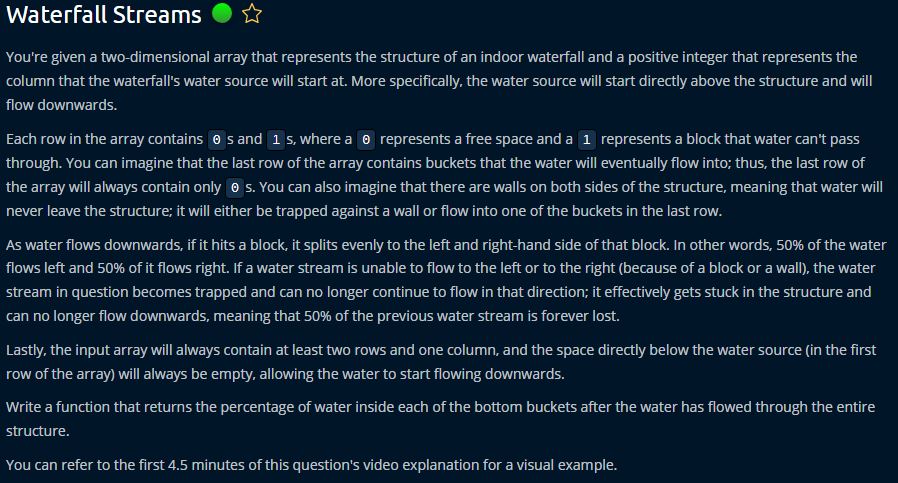 Waterfall Streams
You're given a two-dimensional array that represents the structure of an indoor waterfall and a positive integer that represents the
column that the waterfall's water source will start at. More specifically, the water source will start directly above the structure and will
flow downwards.
Each row in the array contains 0 s and 1 s, where a 0 represents a free space and a 1 represents a block that water can't pass
through. You can imagine that the last row of the array contains buckets that the water will eventually flow into; thus, the last row of
the array will always contain only 0 s. You can also imagine that there are walls on both sides of the structure, meaning that water will
never leave the structure; it will either be trapped against a wall or flow into one of the buckets in the last row.
As water flows downwards, if it hits a block, it splits evenly to the left and right-hand side of that block. In other words, 50% of the water
flows left and 50% of it flows right. If a water stream is unable to flow to the left or to the right (because of a block or a wall), the water
stream in question becomes trapped and can no longer continue to flow in that direction; it effectively gets stuck in the structure and
can no longer flow downwards, meaning that 50% of the previous water stream is forever lost.
Lastly, the input array will always contain at least two rows and one column, and the space directly below the water source (in the first
row of the array) will always be empty, allowing the water to start flowing downwards.
Write a function that returns the percentage of water inside each of the bottom buckets after the water has flowed through the entire
structure.
You can refer to the first 4.5 minutes of this question's video explanation for a visual example.